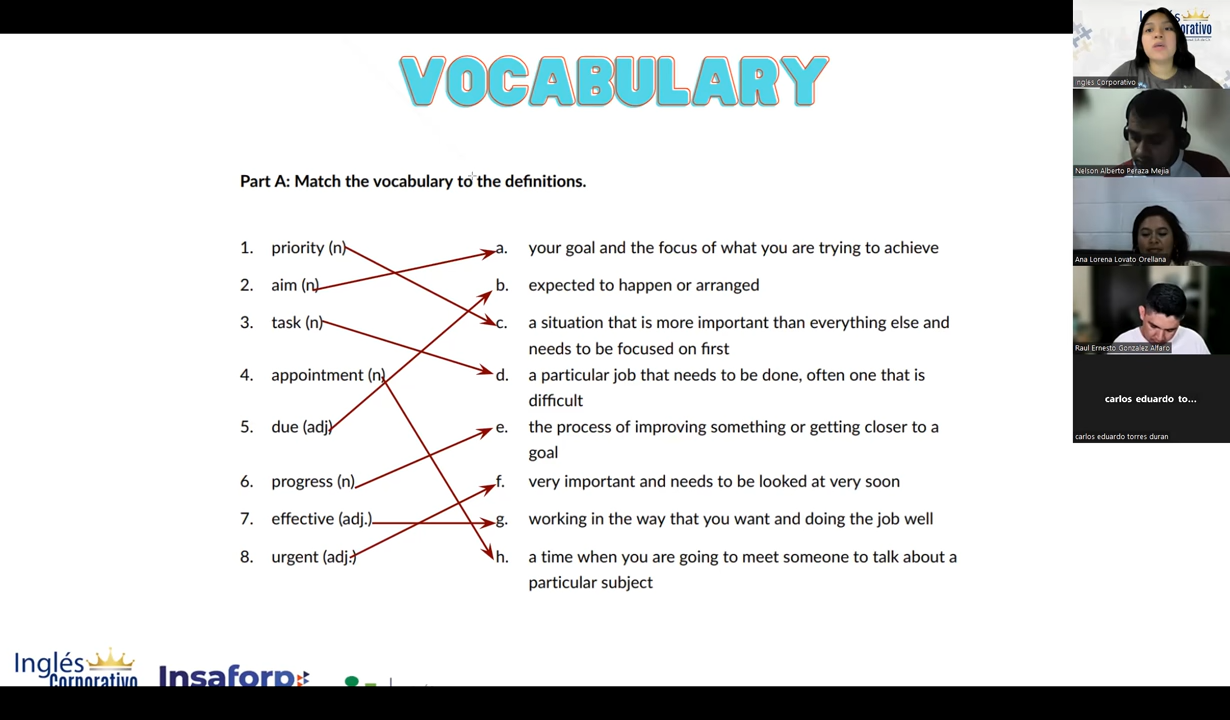 VOCABULARY
Part A: Match the vocabulary to the definitions.
1. priority (n)
2. aim (n)
3. task (n)
4. appointment (n)
5. due (adj)
6. progress (n)
7. effective (adj.)
8. urgent (adj.)
a. your goal and the focus of what you are trying to achieve
b. expected to happen or arranged
c. a situation that is more important than everything else and
needs to be focused on first
d. a particular job that needs to be done, often one that is
difficult
e. the process of improving something or getting closer to a
goal
f. very important and needs to be looked at very soon
g. working in the way that you want and doing the job well
h. a time when you are going to meet someone to talk about a
particular subject
Inglés
Corporativo
Insaforp
Inglés Corporativo
Nelson Alberto Peraza Mejia
Ana Lorena Lovato Orellana
Raul Ernesto Gonzalez Alfaro
carlos eduardo to...
carlos eduardo torres duran